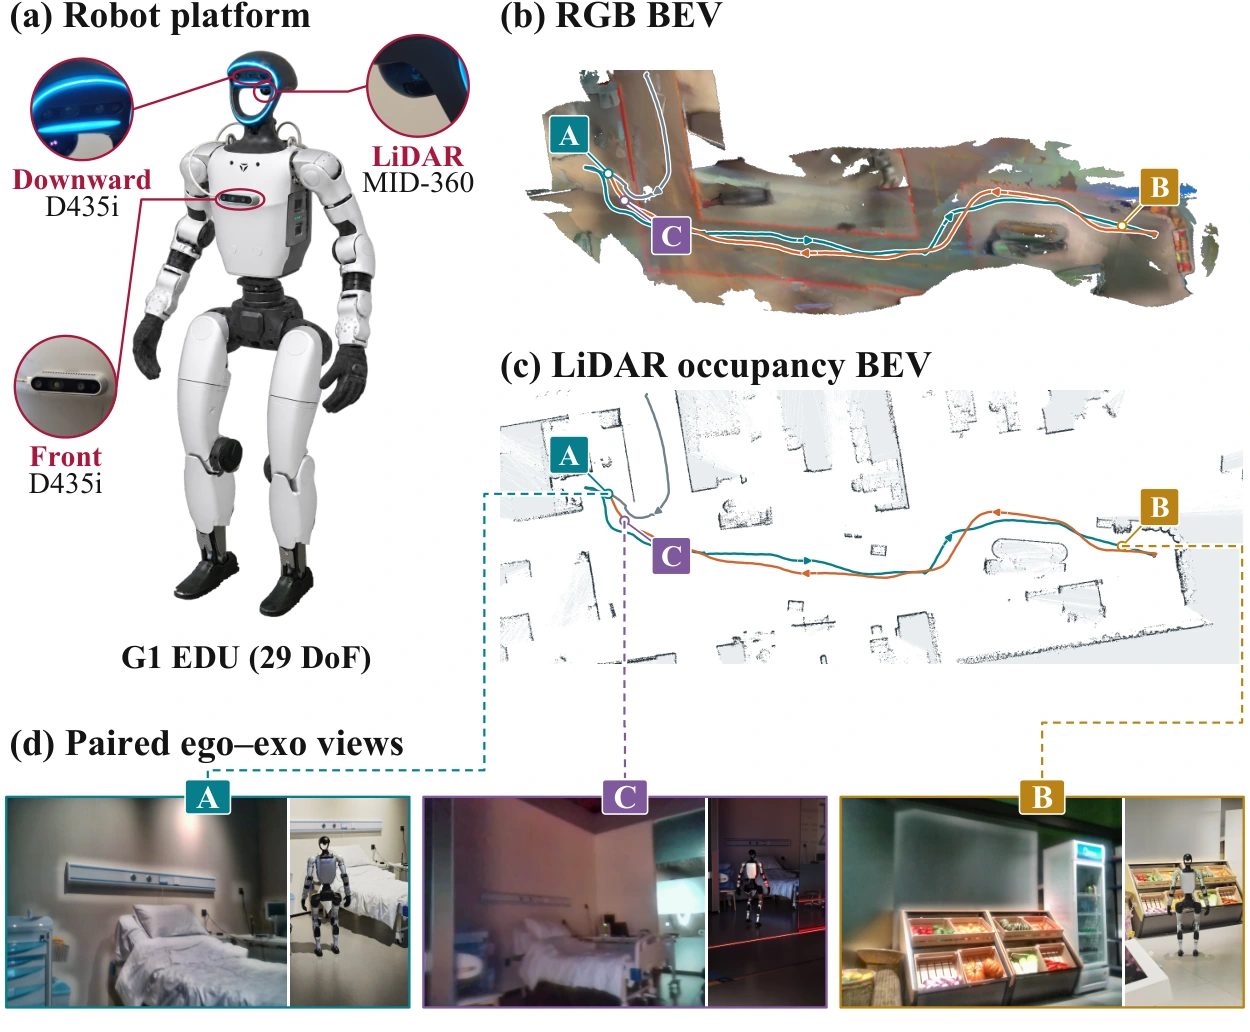 (a) Robot platform
Downward
D435i
LiDAR
MID-360
Front
D435i
G1 EDU (29 DoF)
(b) RGB BEV
A
B
C
(c) LiDAR occupancy BEV
A
B
C
(d) Paired ego–exo views
A
C
B